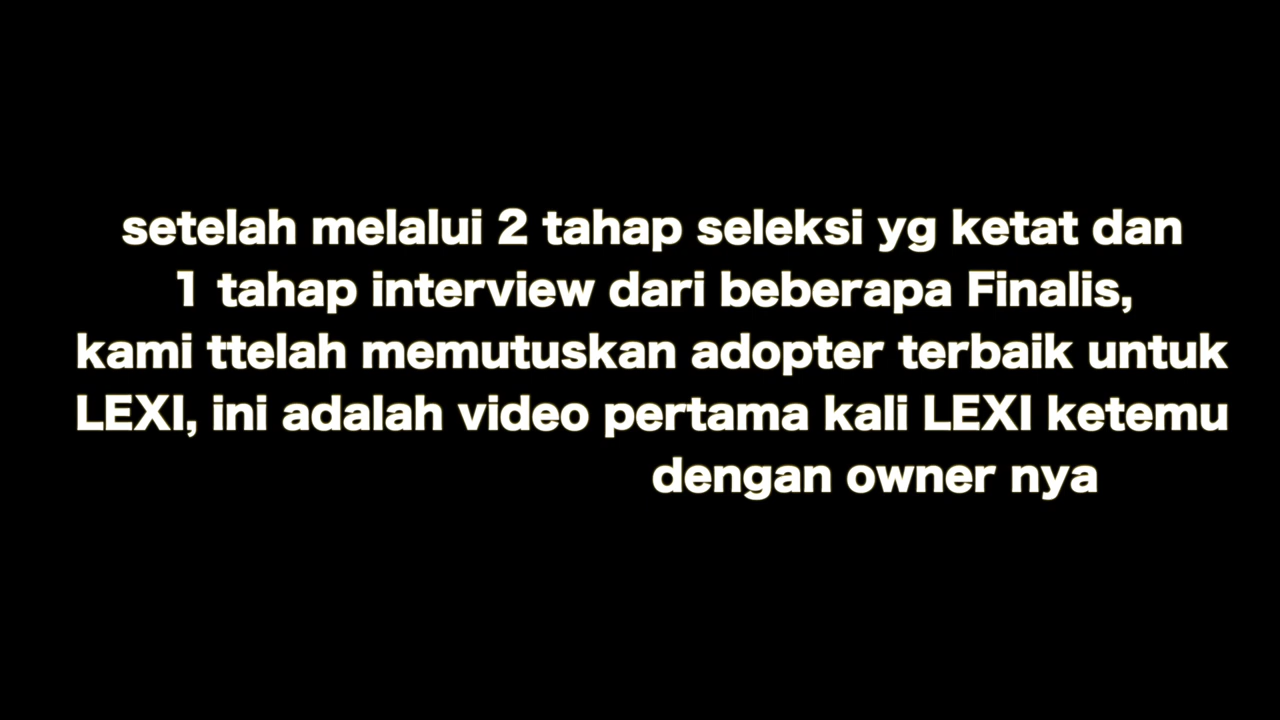 setelah melalui 2 tahap seleksi yg ketat dan
1 tahap interview dari beberapa Finalis,
kami ttelah memutuskan adopter terbaik untuk
LEXI, ini adalah video pertama kali LEXI ketemu
dengan owner nya